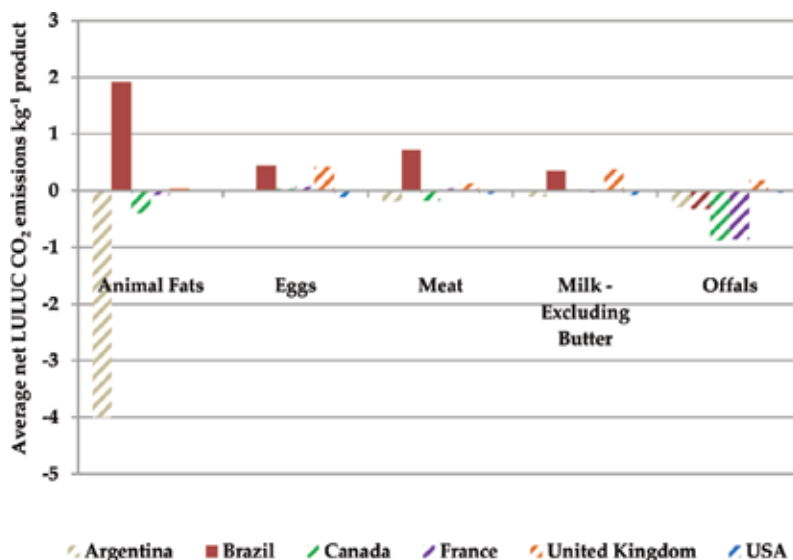 Average net LULUC CO₂ emissions kg⁻¹ product
3
2
1
0
-1
-2
-3
-4
-5
Animal Fats Eggs Meat Milk - Offals
Excluding
Butter
Argentina Brazil Canada France United Kingdom USA